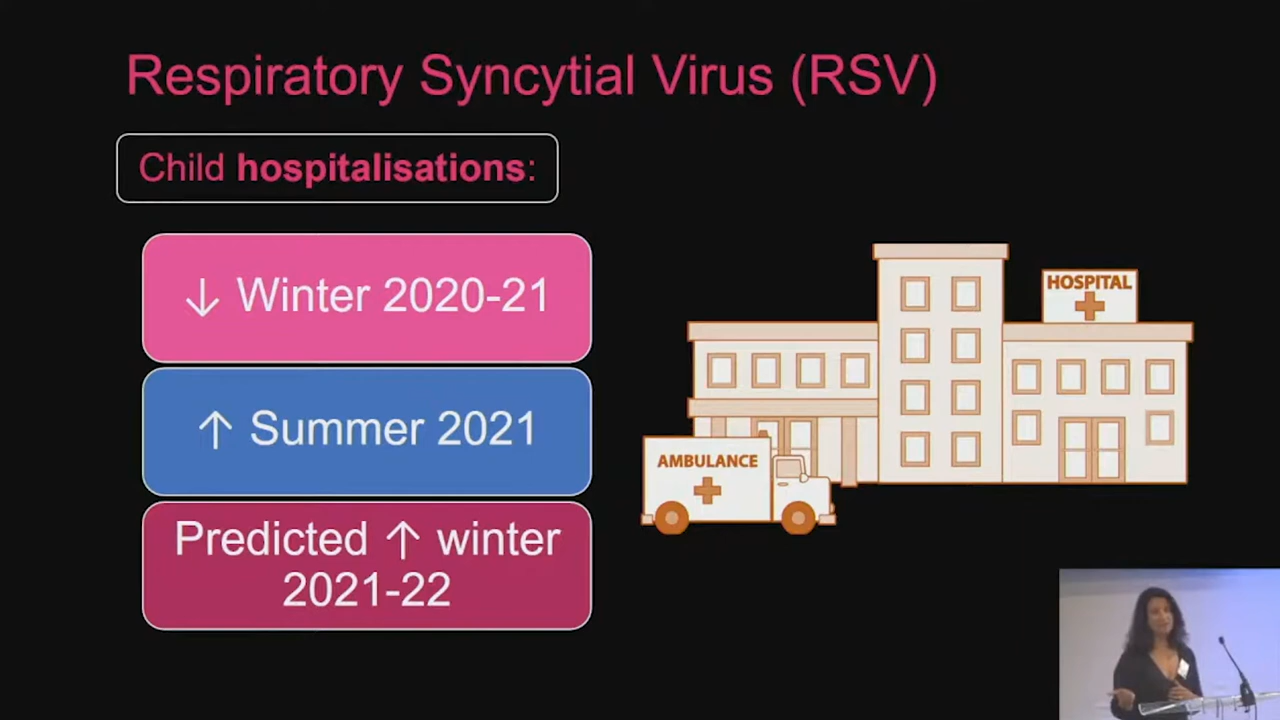 Respiratory Syncytial Virus (RSV)
Child hospitalisations:
↓ Winter 2020-21
↑ Summer 2021
Predicted ↑ winter
2021-22
HOSPITAL
AMBULANCE